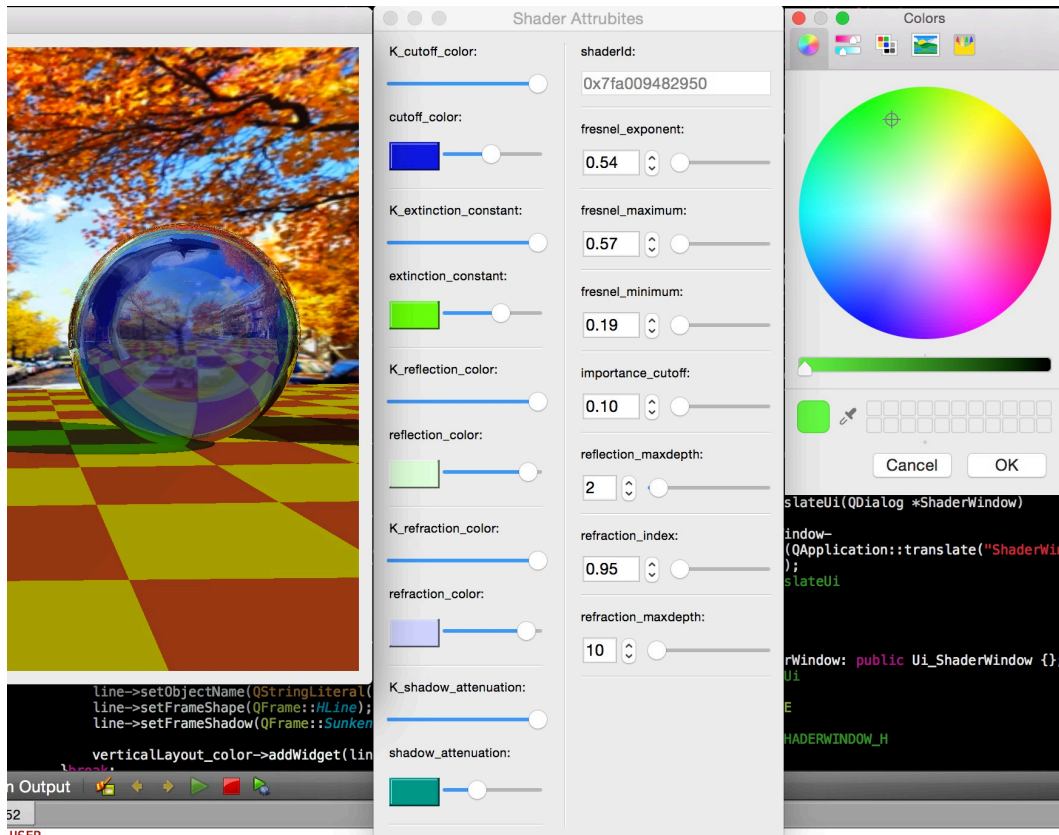 Shader Attrubites
K_cutoff_color:
cutoff_color:
K_extinction_constant:
extinction_constant:
K_reflection_color:
reflection_color:
K_refraction_color:
refraction_color:
K_shadow_attenuation:
shadow_attenuation:
shaderId:
0x7fa009482950
fresnel_exponent:
0.54
fresnel_maximum:
0.57
fresnel_minimum:
0.19
importance_cutoff:
0.10
reflection_maxdepth:
2
refraction_index:
0.95
refraction_maxdepth:
10
Colors
Cancel OK
slateUi(QDialog *ShaderWindow)
indow-
(QApplication::translate("ShaderWi
);
slateUi
rWindow: public Ui_ShaderWindow {}
Ui
E
HADERWINDOW_H
line->setObjectName(QStringLiteral(
line->setFrameShape(QFrame::HLine);
line->setFrameShadow(QFrame::Sunken
verticalLayout_color->addWidget(lin
}break;
n Output
52
USER